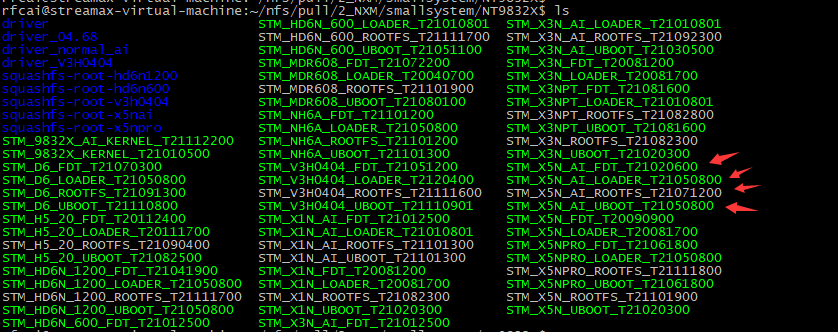 rfcai@streamax-virtual-machine:~/nfs/pull/2_NXM/smallsystem/NT9832X$ ls
driver STM_HD6N_600_LOADER_T21010801 STM_X3N_AI_LOADER_T21010801
driver_04.68 STM_HD6N_600_ROOTFS_T21111700 STM_X3N_AI_ROOTFS_T21092300
driver_normal_ai STM_HD6N_600_UBOOT_T21051100 STM_X3N_AI_UBOOT_T21030500
driver_V3H0404 STM_MDR608_FDT_T21072200 STM_X3N_FDT_T21081200
squashfs-root-hd6n1200 STM_MDR608_LOADER_T20040700 STM_X3N_LOADER_T20081700
squashfs-root-hd6n600 STM_MDR608_ROOTFS_T21101900 STM_X3NPT_FDT_T21081600
squashfs-root-v3h0404 STM_MDR608_UBOOT_T21080100 STM_X3NPT_LOADER_T21010801
squashfs-root-x5nai STM_NH6A_FDT_T21101200 STM_X3NPT_ROOTFS_T21082800
squashfs-root-x5npro STM_NH6A_LOADER_T21050800 STM_X3NPT_UBOOT_T21081600
STM_9832X_AI_KERNEL_T21112200 STM_NH6A_ROOTFS_T21101200 STM_X3N_ROOTFS_T21082300
STM_9832X_KERNEL_T21010500 STM_NH6A_UBOOT_T21101300 STM_X3N_UBOOT_T21020300
STM_D6_FDT_T21070300 STM_V3H0404_FDT_T21051200 STM_X5N_AI_FDT_T21020600
STM_D6_LOADER_T21050800 STM_V3H0404_LOADER_T2120400 STM_X5N_AI_LOADER_T21050800
STM_D6_ROOTFS_T21091300 STM_V3H0404_ROOTFS_T21111600 STM_X5N_AI_ROOTFS_T21071200
STM_D6_UBOOT_T21110800 STM_V3H0404_UBOOT_T21110901 STM_X5N_AI_UBOOT_T21050800
STM_H5_20_FDT_T20112400 STM_X1N_AI_FDT_T21012500 STM_X5N_FDT_T20090900
STM_H5_20_LOADER_T20111700 STM_X1N_AI_LOADER_T21010801 STM_X5N_LOADER_T20081700
STM_H5_20_ROOTFS_T21090400 STM_X1N_AI_ROOTFS_T21101300 STM_X5NPRO_FDT_T21061800
STM_H5_20_UBOOT_T21082500 STM_X1N_AI_UBOOT_T21101300 STM_X5NPRO_LOADER_T21050800
STM_HD6N_1200_FDT_T21041900 STM_X1N_FDT_T20081200 STM_X5NPRO_ROOTFS_T21111800
STM_HD6N_1200_LOADER_T21050800 STM_X1N_LOADER_T20081700 STM_X5NPRO_UBOOT_T21061800
STM_HD6N_1200_ROOTFS_T21111700 STM_X1N_ROOTFS_T21082300 STM_X5N_ROOTFS_T21101900
STM_HD6N_1200_UBOOT_T21050800 STM_X1N_UBOOT_T21020300 STM_X5N_UBOOT_T21020300
STM_HD6N_600_FDT_T21012500 STM_X3N_AI_FDT_T21012500